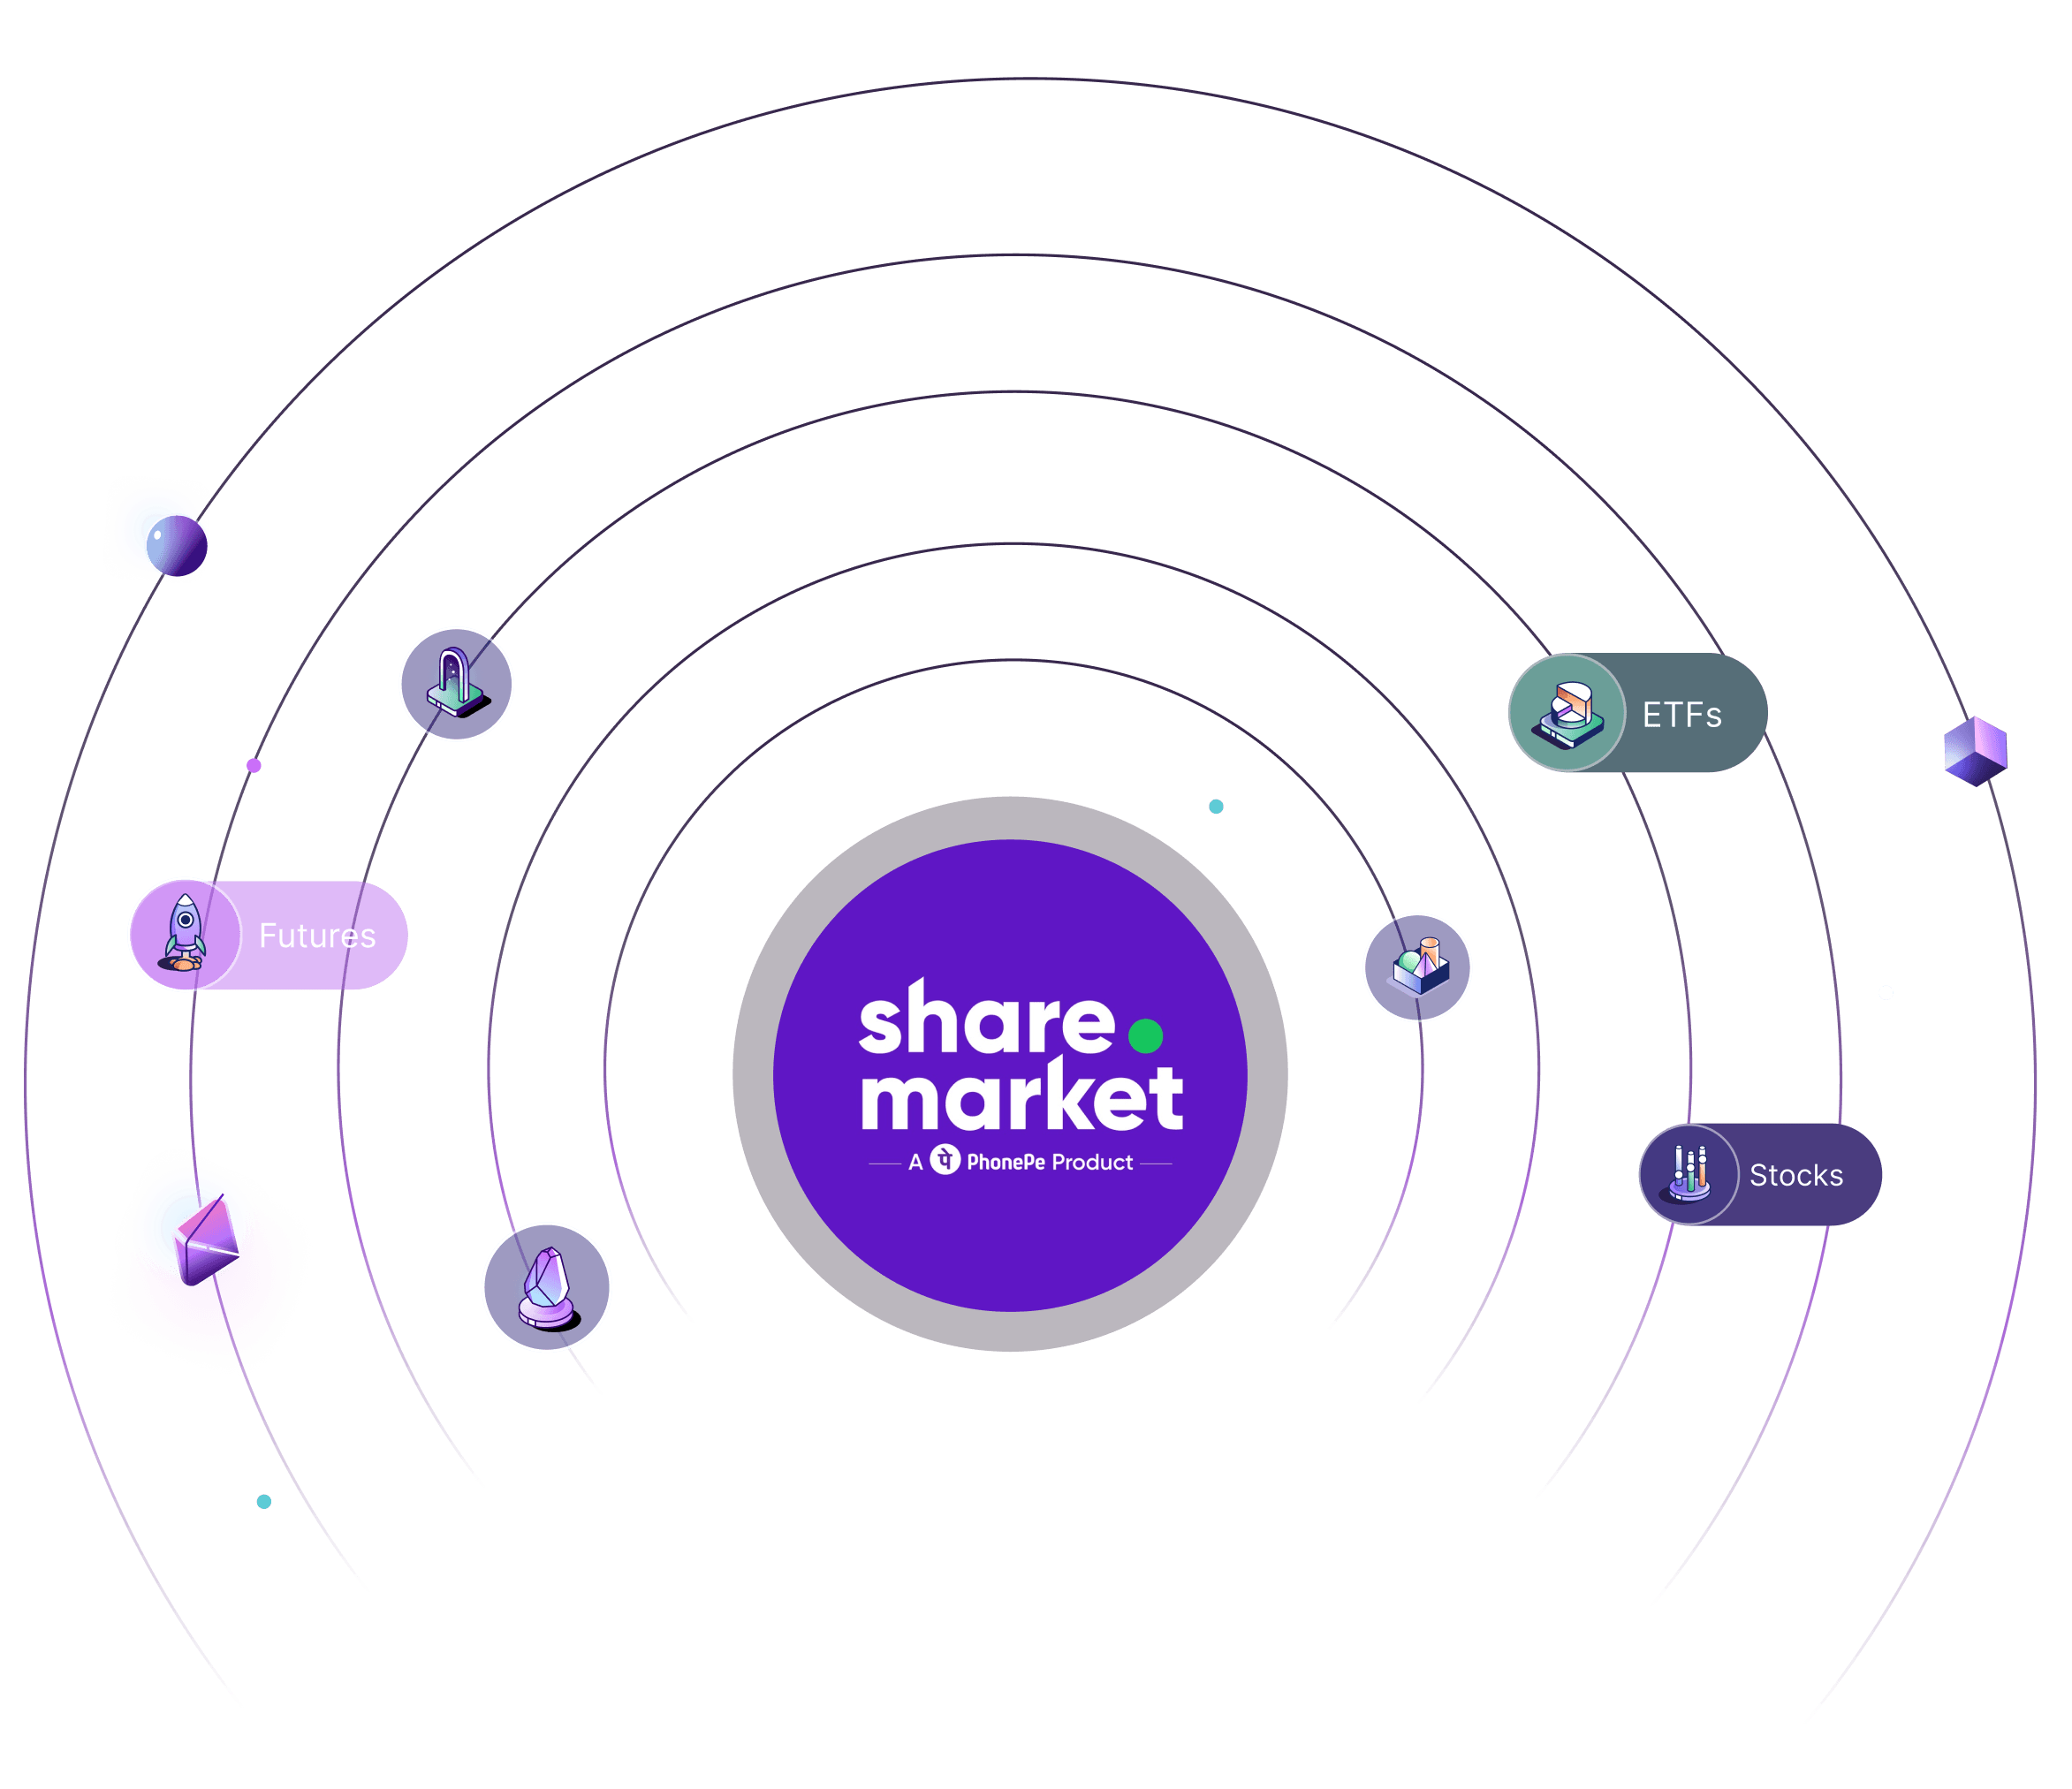 ETFs
Futures
share.
market
A पे PhonePe Product
Stocks